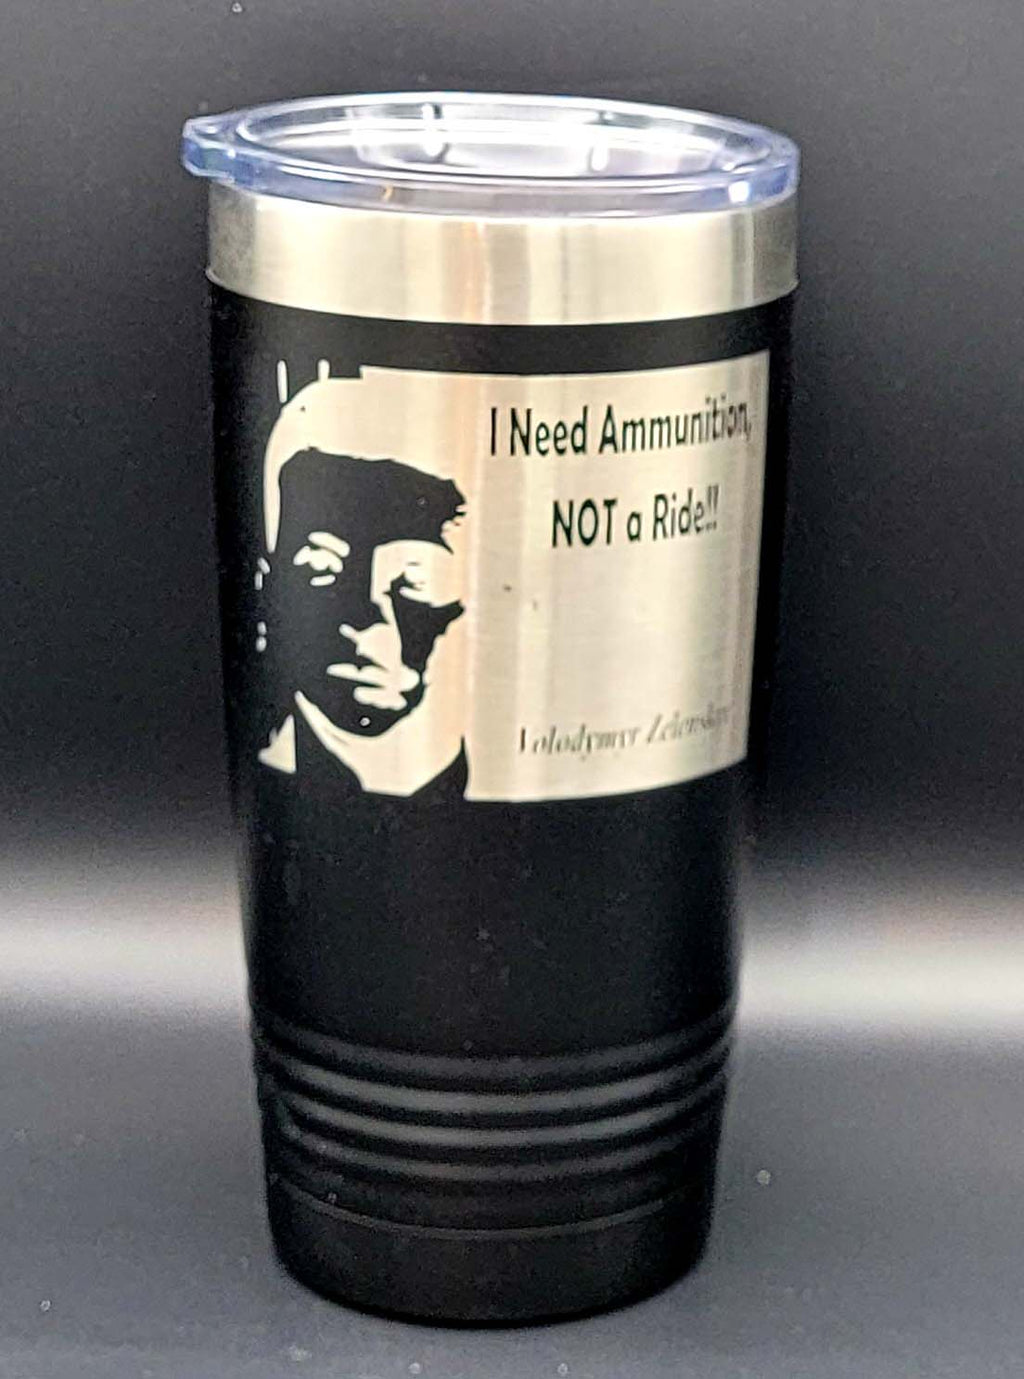 I Need Ammunition,
NOT a Ride!!
Volodymyr Zelenskyy